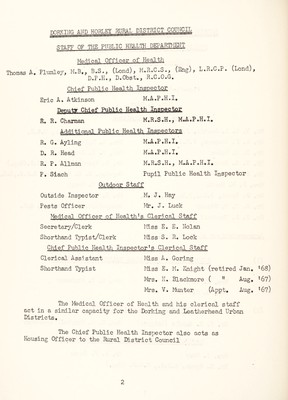 DORKING AND HORLEY RURAL DISTRICT COUNCIL
STAFF OF THE PUBLIC HEALTH DEPARTMENT
Medical Officer of Health
Thomas A. Plumley, M.B., B.S., (Lond), M.R.C.S. (Eng), L.R.C.P. (Lond),
D.P.H., D.Obst., R.C.O.G.
Chief Public Health Inspector
Eric A. Atkinson M.A.P.H.I.
Deputy Chief Public Health Inspector
R. R. Charman M.R.S.H., M.A.P.H.I.
Additional Public Health Inspectors
R. G. Ayling M.A.P.H.I.
D. R. Head M.A.P.H.I.
R. P. Allman M.R.S.H., M.A.P.H.I.
P. Sisch Pupil Public Health Inspector
Outdoor Staff
Outside Inspector M. J. Hay
Pests Officer Mr. J. Luck
Medical Officer of Health's Clerical Staff
Secretary/Clerk Miss E. E. Nolan
Shorthand Typist/Clerk Miss S. R. Lock
Chief Public Health Inspector's Clerical Staff
Clerical Assistant Miss A. Goring
Shorthand Typist Miss E. M. Knight (retired Jan. '68)
Mrs. H. Blackmore ( " Aug. '67)
Mrs. V. Hunter (Appt. Aug. '67)
The Medical Officer of Health and his clerical staff
act in a similar capacity for the Dorking and Leatherhead Urban
Districts.
The Chief Public Health Inspector also acts as
Housing Officer to the Rural District Council
2